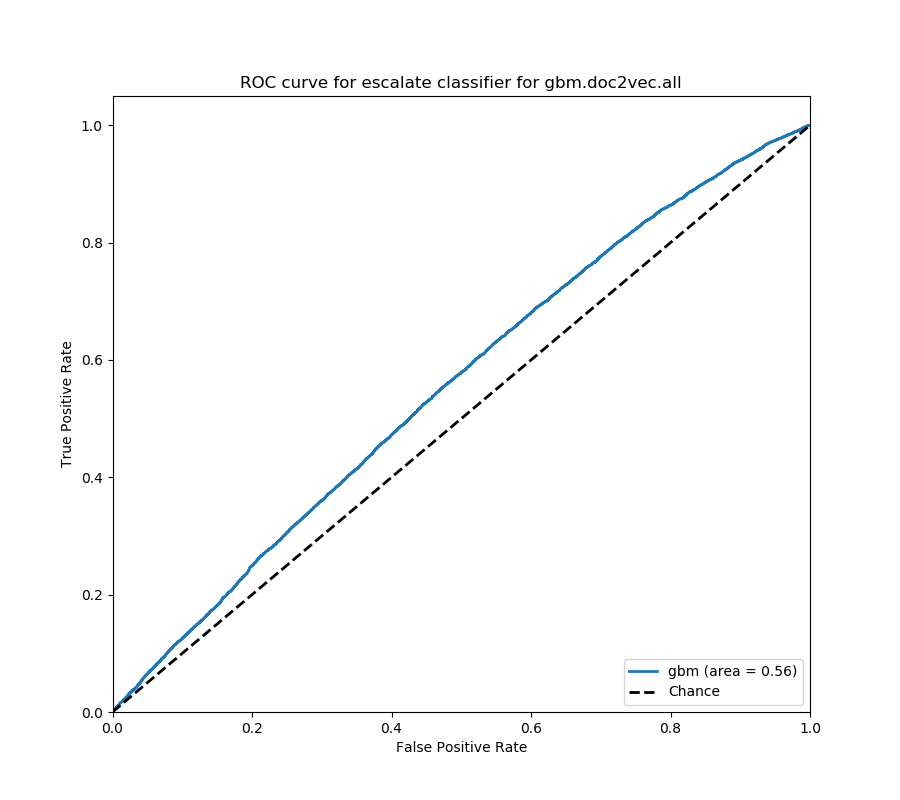 ROC curve for escalate classifier for gbm.doc2vec.all
1.0
0.8
0.6
0.4
0.2
0.0
True Positive Rate
gbm (area = 0.56)
Chance
0.0 0.2 0.4 0.6 0.8 1.0
False Positive Rate